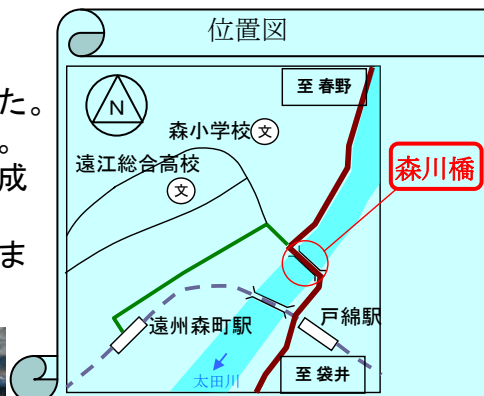 位置図
た。
。
成
ま
至 春野
N
森小学校
文
遠江総合高校
文
森川橋
遠州森町駅
戸綿駅
太田川
至 袋井